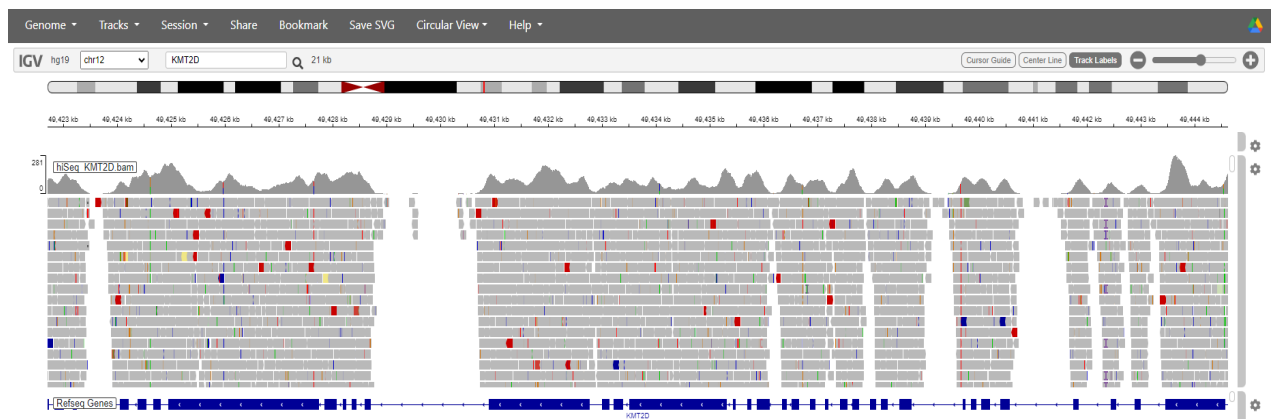 Genome Tracks Session Share Bookmark Save SVG Circular View Help
IGV hg19 chr12 KMT2D 21 kb Cursor Guide Center Line Track Labels
49,423 kb 49,424 kb 49,425 kb 49,426 kb 49,427 kb 49,428 kb 49,429 kb 49,430 kb 49,431 kb 49,432 kb 49,433 kb 49,434 kb 49,435 kb 49,436 kb 49,437 kb 49,438 kb 49,439 kb 49,440 kb 49,441 kb 49,442 kb 49,443 kb 49,444 kb
281 hiSeq_KMT2D.bam
0
Refseq Genes
KMT2D